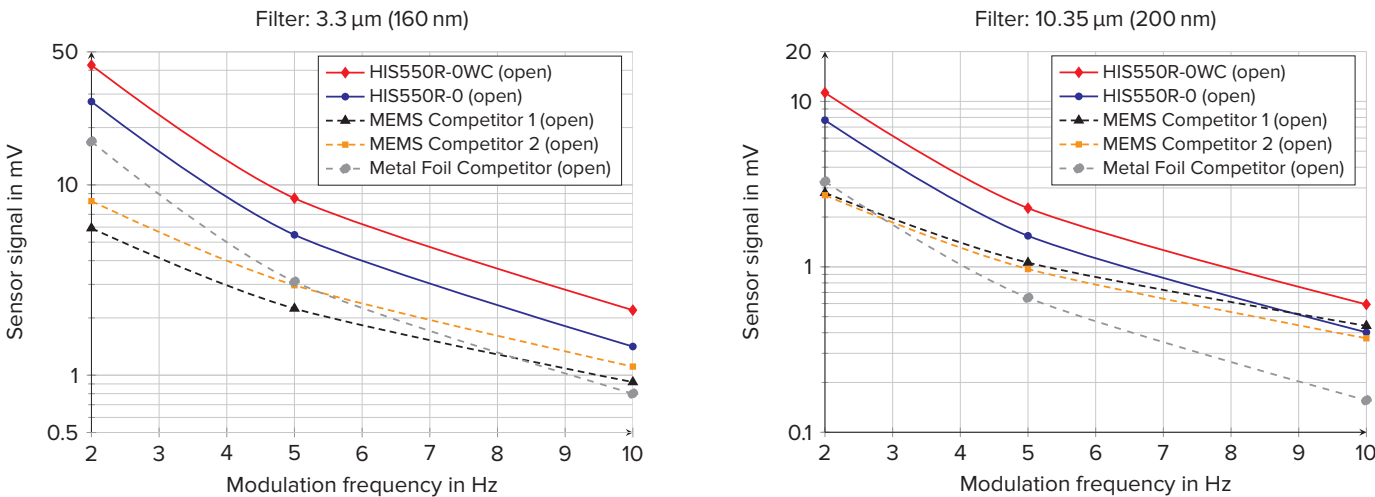 Filter: 3.3 µm (160 nm)
50
10
1
0.5
Sensor signal in mV
HIS550R-0WC (open)
HIS550R-0 (open)
MEMS Competitor 1 (open)
MEMS Competitor 2 (open)
Metal Foil Competitor (open)
2 3 4 5 6 7 8 9 10
Modulation frequency in Hz
Filter: 10.35 µm (200 nm)
20
10
1
0.1
Sensor signal in mV
HIS550R-0WC (open)
HIS550R-0 (open)
MEMS Competitor 1 (open)
MEMS Competitor 2 (open)
Metal Foil Competitor (open)
2 3 4 5 6 7 8 9 10
Modulation frequency in Hz